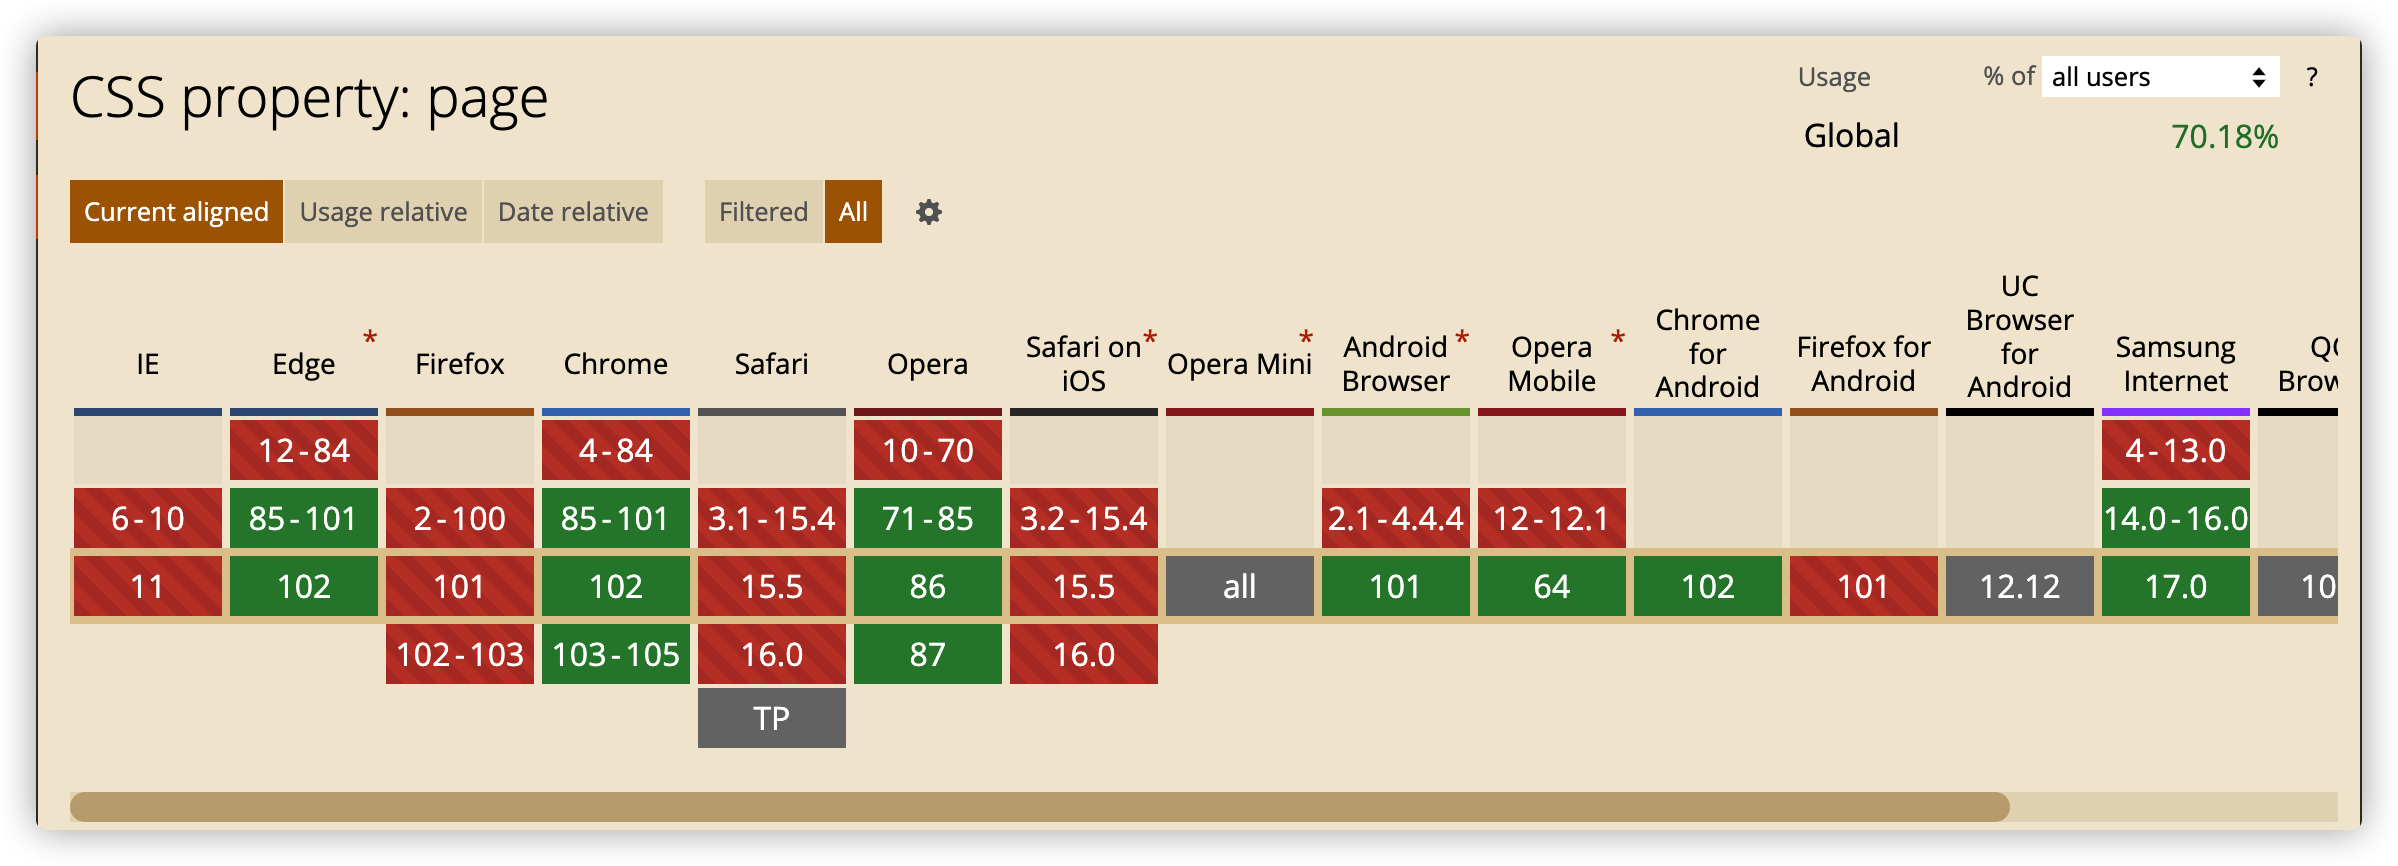 CSS property: page
Usage % of all users ?
Global 70.18%
Current aligned Usage relative Date relative Filtered All
IE
Edge *
Firefox
Chrome
Safari
Opera
Safari on *
iOS
Opera Mini *
Android *
Browser
Opera *
Mobile
Chrome
for
Android
Firefox for
Android
UC
Browser
for
Android
Samsung
Internet
12-84 4-84 10-70 4-13.0
6-10 85-101 2-100 85-101 3.1-15.4 71-85 3.2-15.4 2.1-4.4.4 12-12.1 14.0-16.0
11 102 101 102 15.5 86 15.5 all 101 64 102 101 12.12 17.0 10
102-103 103-105 16.0 87 16.0
TP